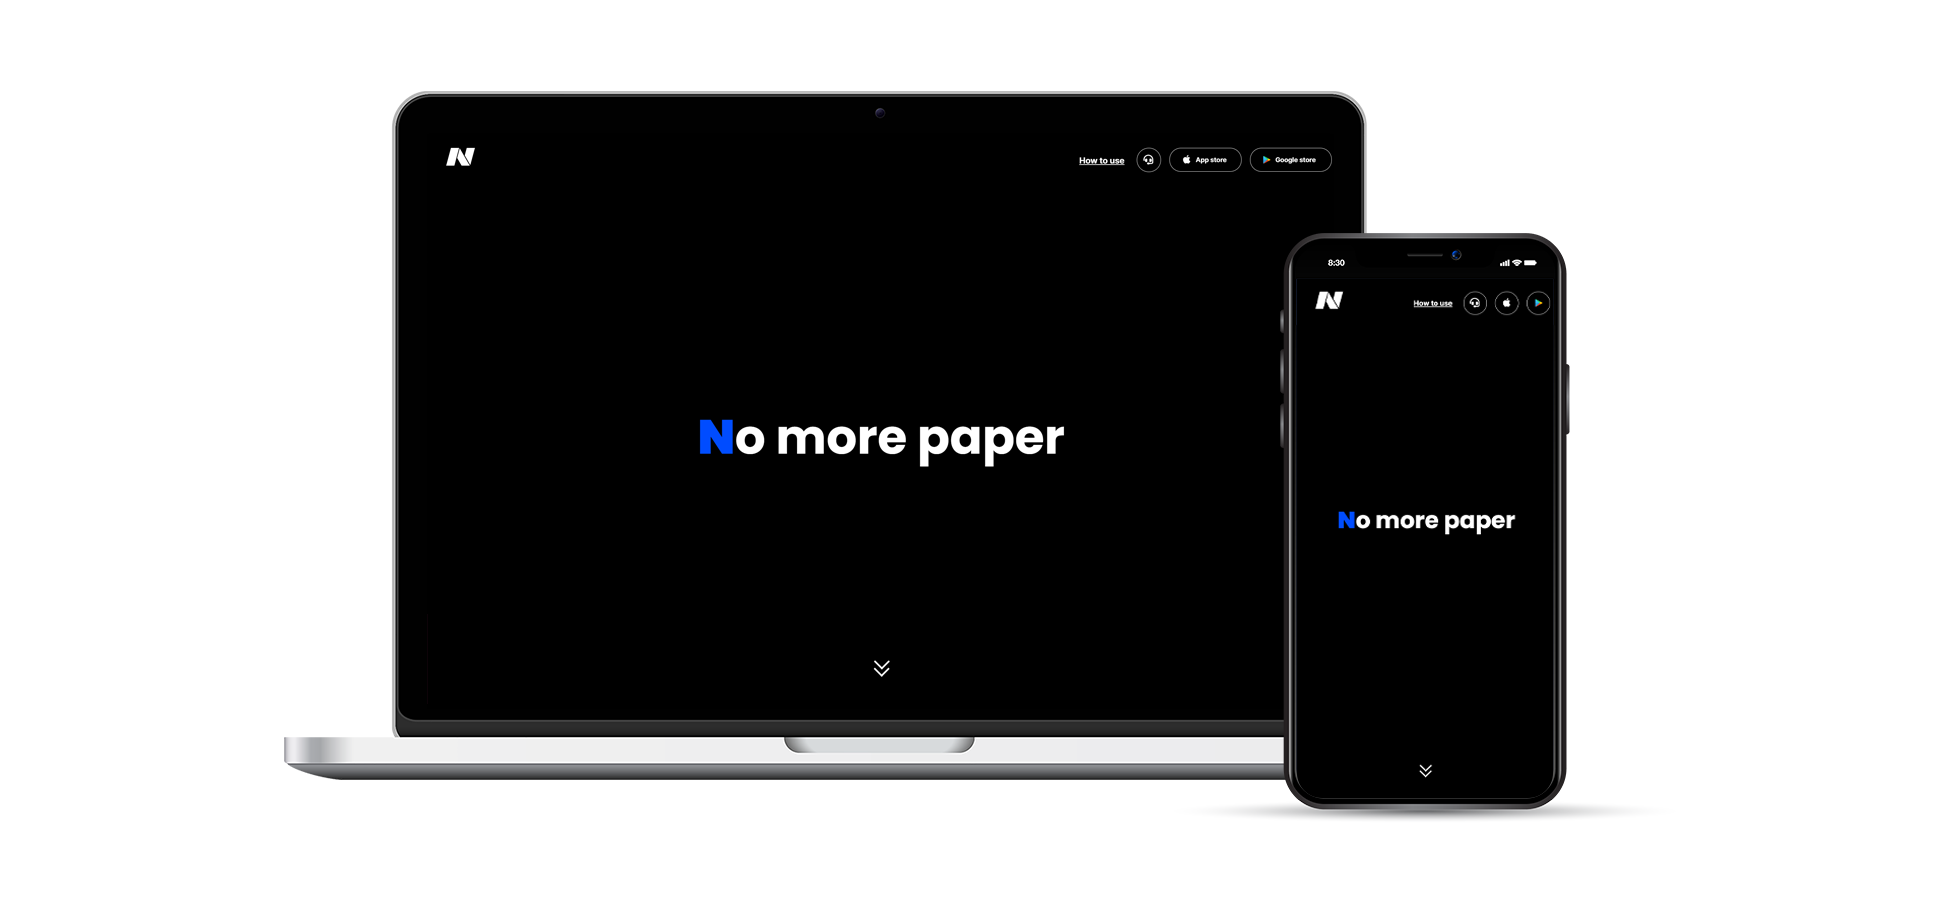 N
How to use
App store
Google store
No more paper
8:30
N
How to use
No more paper